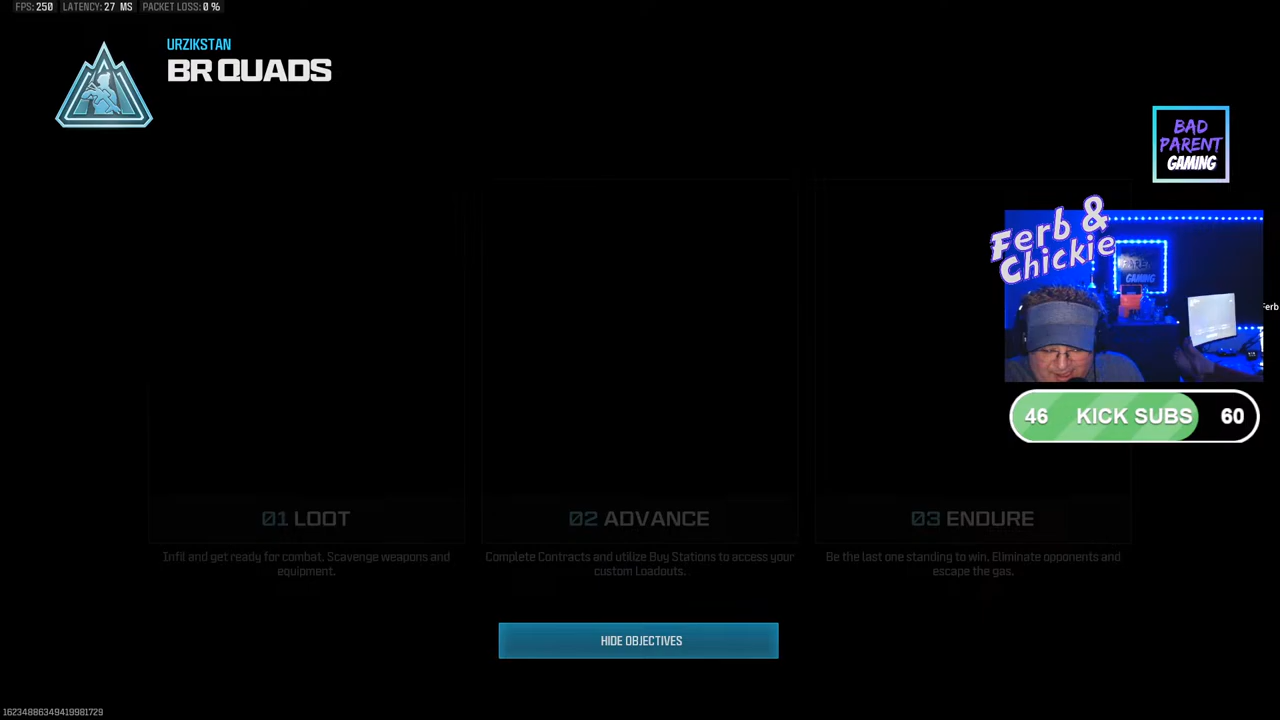 FPS: 250 LATENCY: 27 MS PACKET LOSS: 0 %
URZIKSTAN
BR QUADS
BAD
PARENT
GAMING
Ferb &
Chickie
GAMING
Ferb
46 KICK SUBS 60
01 LOOT
Infil and get ready for combat. Scavenge weapons and
equipment.
02 ADVANCE
Complete Contracts and utilize Buy Stations to access your
custom Loadouts.
03 ENDURE
Be the last one standing to win. Eliminate opponents and
escape the gas.
HIDE OBJECTIVES
16234886349419981729